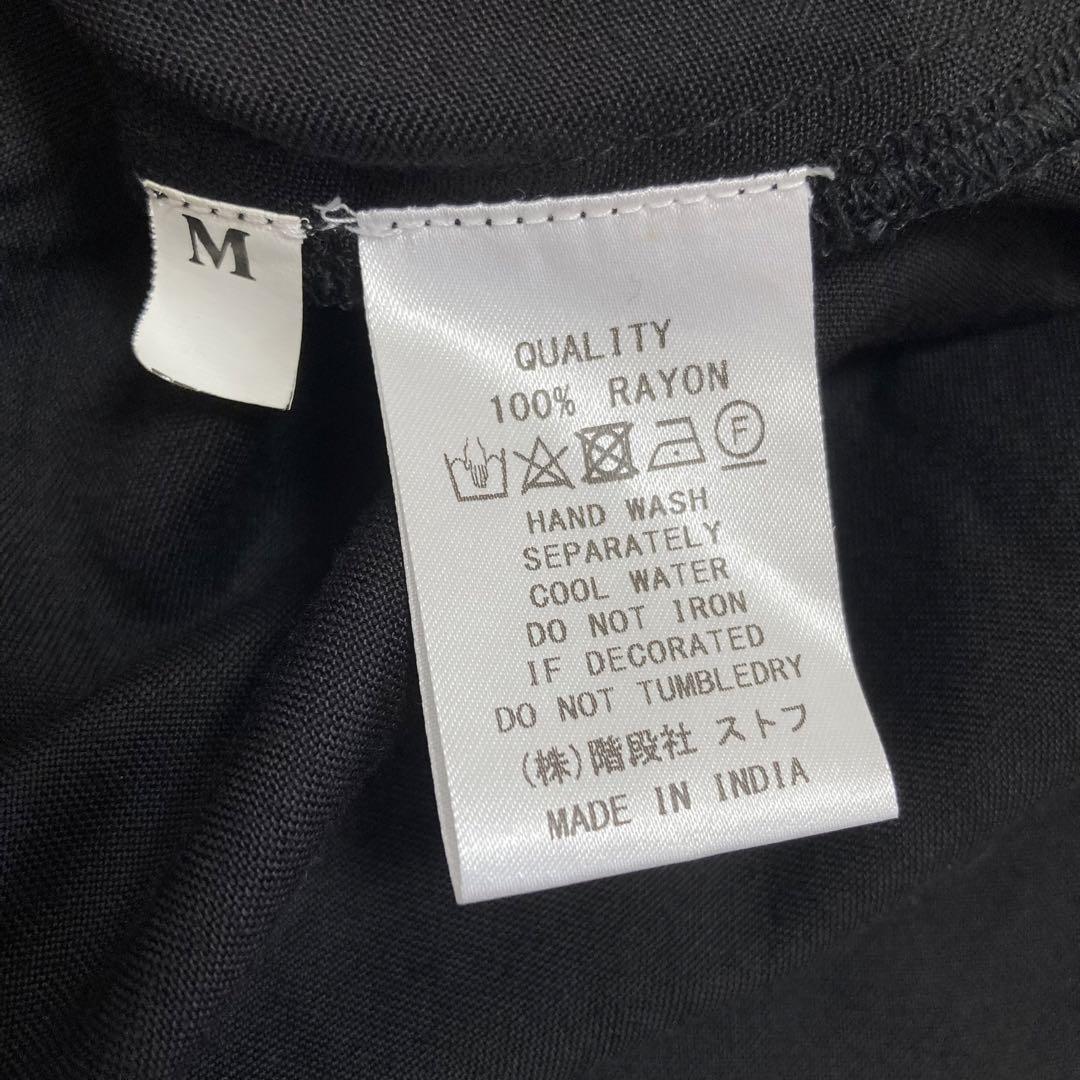 M
QUALITY
100% RAYON
F
HAND WASH
SEPARATELY
COOL WATER
DO NOT IRON
IF DECORATED
DO NOT TUMBLEDRY
(株)階段社 ストフ
MADE IN INDIA